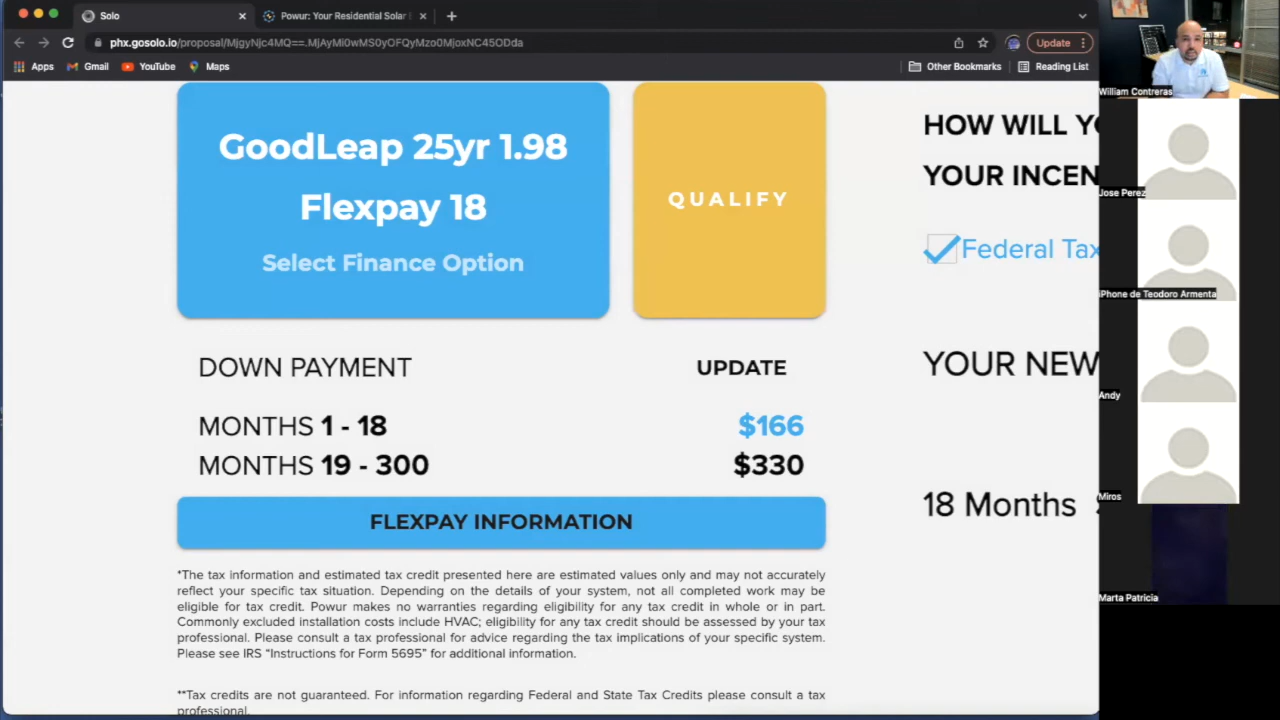 Solo
Powur: Your Residential Solar
phx.gosolo.io/proposal/MjgyNjc4MQ==.MjAyMi0wMS0yOFQyMzo0MjoxNC45ODda
Update
Apps
Gmail
YouTube
Maps
Other Bookmarks
Reading List
GoodLeap 25yr 1.98
Flexpay 18
Select Finance Option
QUALIFY
DOWN PAYMENT
UPDATE
MONTHS 1 - 18
$166
MONTHS 19 - 300
$330
FLEXPAY INFORMATION
*The tax information and estimated tax credit presented here are estimated values only and may not accurately
reflect your specific tax situation. Depending on the details of your system, not all completed work may be
eligible for tax credit. Powur makes no warranties regarding eligibility for any tax credit in whole or in part.
Commonly excluded installation costs include HVAC; eligibility for any tax credit should be assessed by your tax
professional. Please consult a tax professional for advice regarding the tax implications of your specific system.
Please see IRS “Instructions for Form 5695” for additional information.
**Tax credits are not guaranteed. For information regarding Federal and State Tax Credits please consult a tax
professional.
HOW WILL Y
YOUR INCEN
Federal Tax
YOUR NEW
18 Months
William Contreras
Jose Perez
iPhone de Teodoro Armenta
Andy
Miros
Marta Patricia